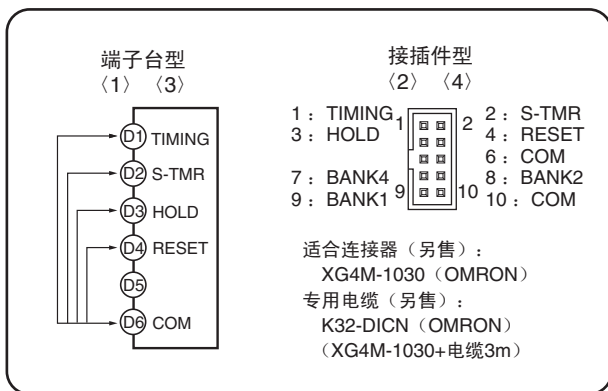 端子台型
〈1〉〈3〉
D1 TIMING
D2 S-TMR
D3 HOLD
D4 RESET
D5
D6 COM
接插件型
〈2〉〈4〉
1：TIMING 1 2 2：S-TMR
3：HOLD 4：RESET
6：COM
7：BANK4 8：BANK2
9：BANK1 9 10 10：COM
适合连接器（另售）：
XG4M-1030（OMRON）
专用电缆（另售）：
K32-DICN（OMRON）
（XG4M-1030+电缆3m）